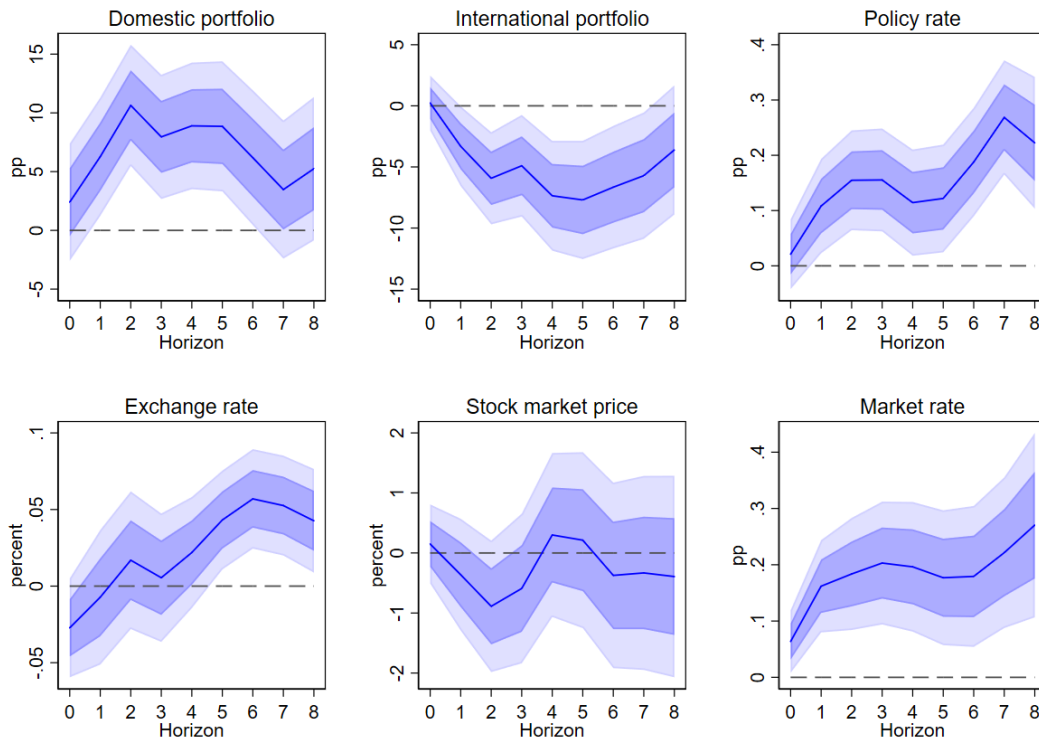 Domestic portfolio
pp
15
10
5
0
-5
0 1 2 3 4 5 6 7 8
Horizon
International portfolio
pp
5
0
-5
-10
-15
0 1 2 3 4 5 6 7 8
Horizon
Policy rate
pp
.4
.3
.2
.1
0
0 1 2 3 4 5 6 7 8
Horizon
Exchange rate
percent
.1
.05
0
-.05
0 1 2 3 4 5 6 7 8
Horizon
Stock market price
percent
2
1
0
-1
-2
0 1 2 3 4 5 6 7 8
Horizon
Market rate
pp
.4
.3
.2
.1
0
0 1 2 3 4 5 6 7 8
Horizon